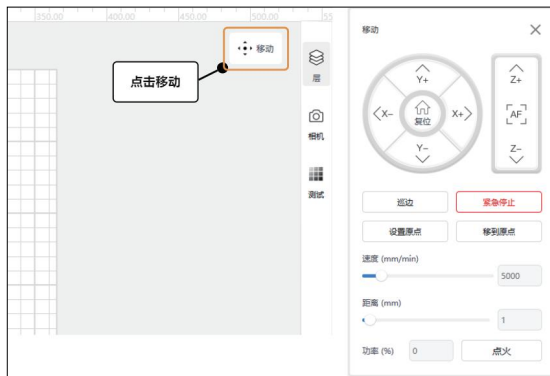 350.00 400.00 450.00 500.00 55
移动
点击移动
层
相机
测试
移动
Y+
X-
复位
X+
Y-
Z+
AF
Z-
巡边 紧急停止
设置原点 移到原点
速度 (mm/min)
5000
距离 (mm)
1
功率 (%) 0 点火